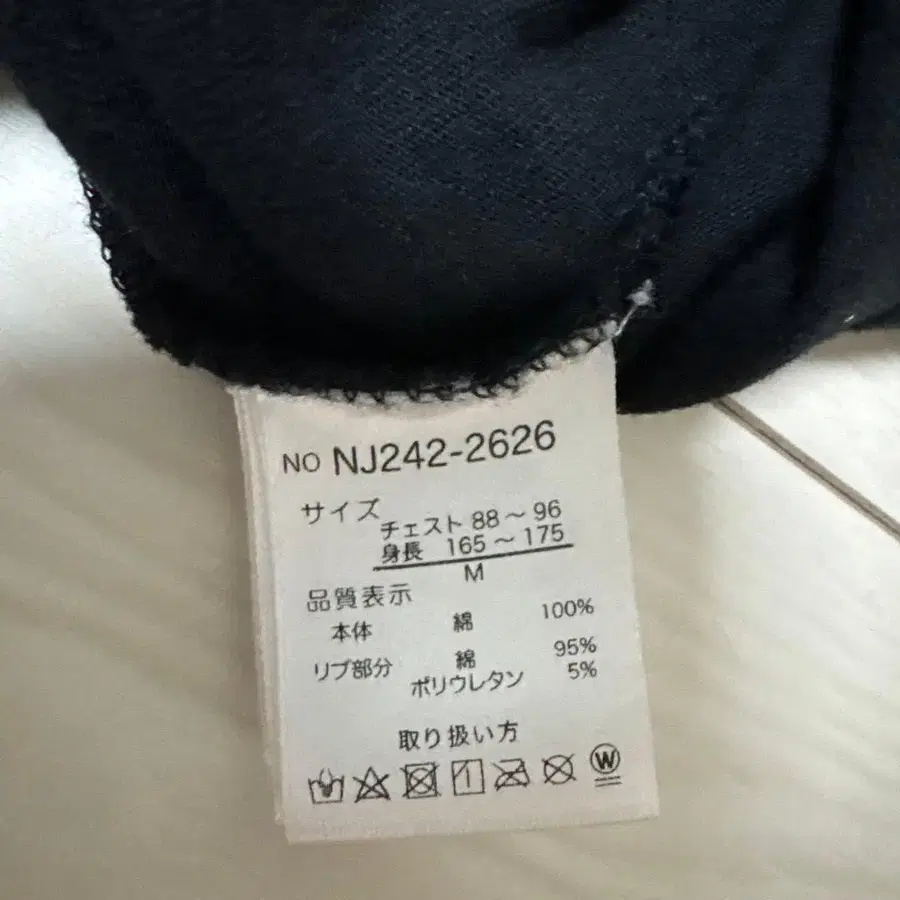 NO NJ242-2626
サイズ
チェスト 88～96
身長 165～175
M
品質表示
本体 綿 100%
リブ部分 綿 95%
ポリウレタン 5%
取り扱い方
W